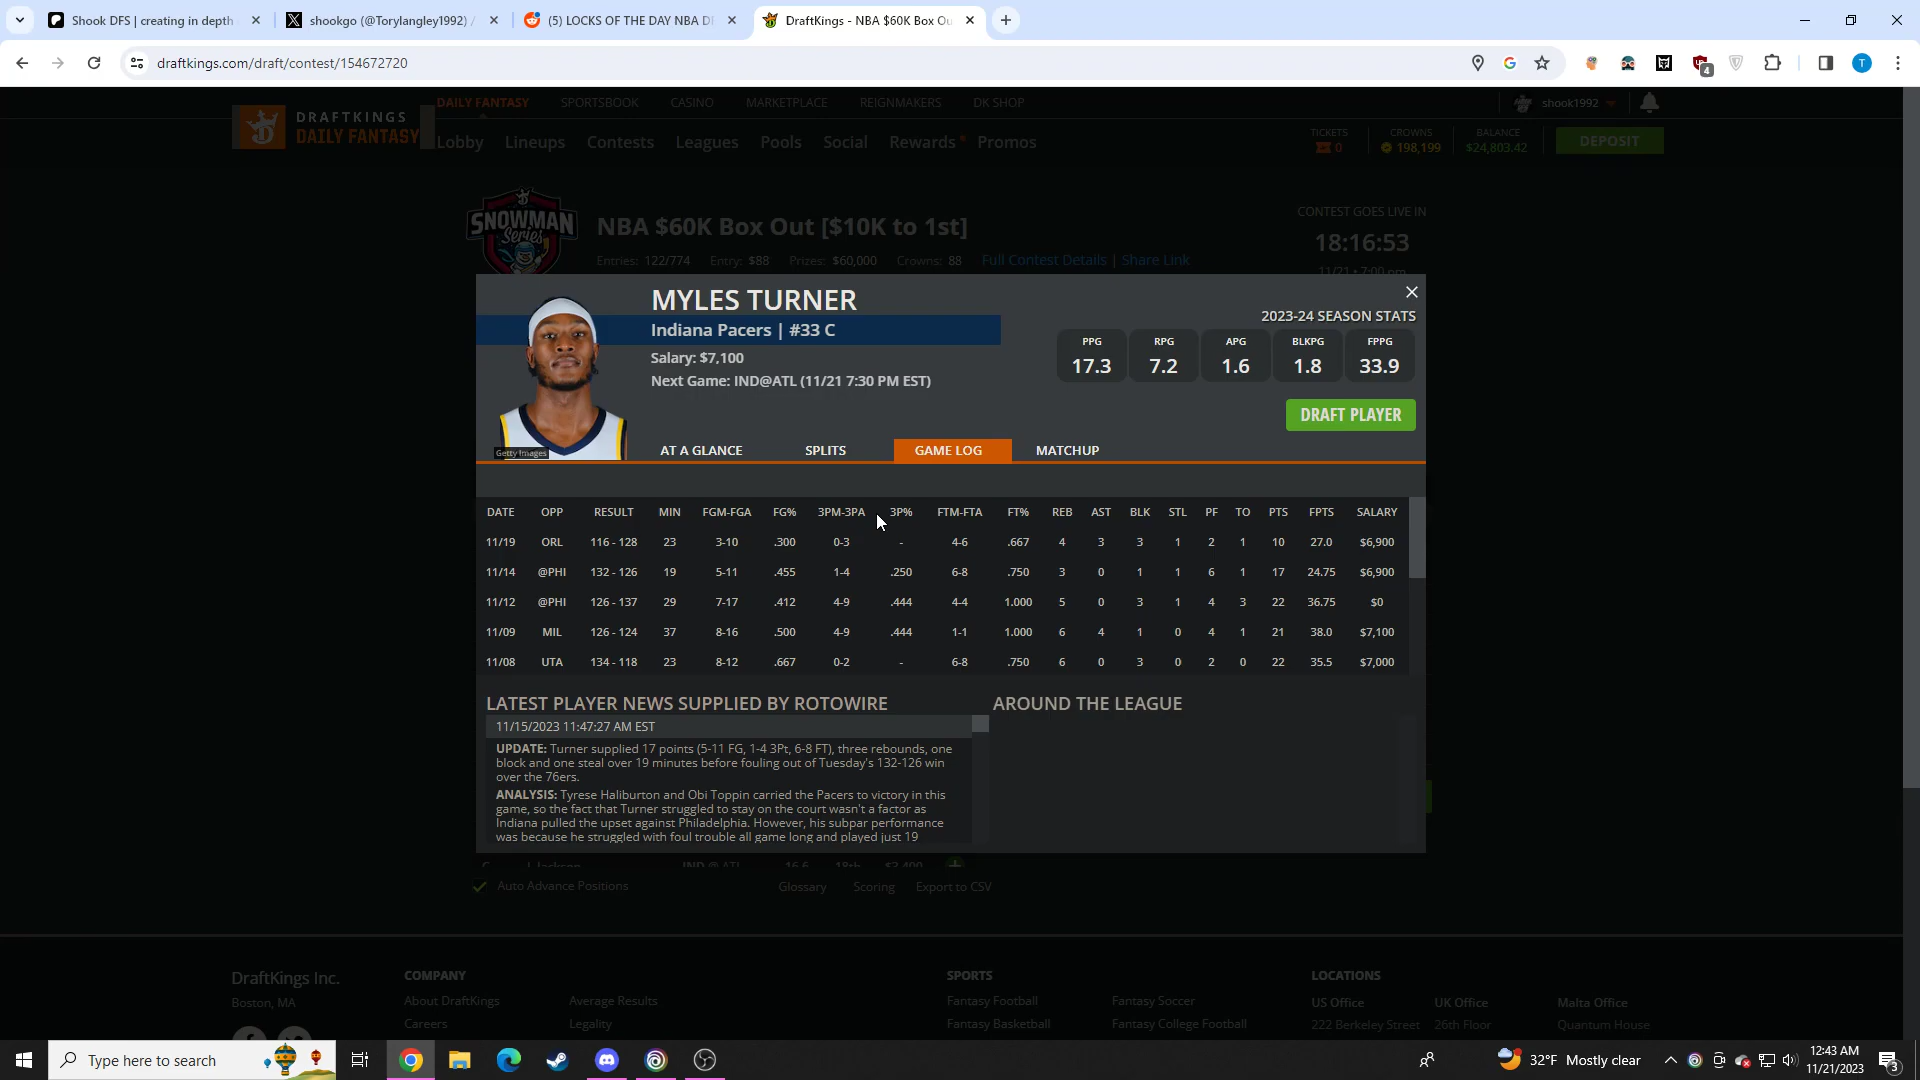 Shook DFS | creating in depth
shookgo (@Torylangley1992) /
(5) LOCKS OF THE DAY NBA D
DraftKings - NBA $60K Box Ou
draftkings.com/draft/contest/154672720
4
T
DRAFTKINGS
DAILY FANTASY
DAILY FANTASY SPORTSBOOK CASINO MARKETPLACE REIGNMAKERS DK SHOP
shook1992
Lobby Lineups Contests Leagues Pools Social Rewards Promos
TICKETS CROWNS BALANCE
0 198,199 $24,803.42
DEPOSIT
SNOWMAN
Series
NBA $60K Box Out [$10K to 1st]
Entries: 122/774 Entry: $88 Prizes: $60,000 Crowns: 88 Full Contest Details | Share Link
CONTEST GOES LIVE IN
18:16:53
11/21 • 7:00 pm
MYLES TURNER
Indiana Pacers | #33 C
Salary: $7,100
Next Game: IND@ATL (11/21 7:30 PM EST)
Getty Images
2023-24 SEASON STATS
PPG RPG APG BLKPG FPPG
17.3 7.2 1.6 1.8 33.9
DRAFT PLAYER
AT A GLANCE SPLITS GAME LOG MATCHUP
DATE OPP RESULT MIN FGM-FGA FG% 3PM-3PA 3P% FTM-FTA FT% REB AST BLK STL PF TO PTS FPTS SALARY
11/19 ORL 116 - 128 23 3-10 .300 0-3 - 4-6 .667 4 3 3 1 2 1 10 27.0 $6,900
11/14 @PHI 132 - 126 19 5-11 .455 1-4 .250 6-8 .750 3 0 1 1 6 1 17 24.75 $6,900
11/12 @PHI 126 - 137 29 7-17 .412 4-9 .444 4-4 1.000 5 0 3 1 4 3 22 36.75 $0
11/09 MIL 126 - 124 37 8-16 .500 4-9 .444 1-1 1.000 6 4 1 0 4 1 21 38.0 $7,100
11/08 UTA 134 - 118 23 8-12 .667 0-2 - 6-8 .750 6 0 3 0 2 0 22 35.5 $7,000
LATEST PLAYER NEWS SUPPLIED BY ROTOWIRE
11/15/2023 11:47:27 AM EST
UPDATE: Turner supplied 17 points (5-11 FG, 1-4 3Pt, 6-8 FT), three rebounds, one
block and one steal over 19 minutes before fouling out of Tuesday's 132-126 win
over the 76ers.
ANALYSIS: Tyrese Haliburton and Obi Toppin carried the Pacers to victory in this
game, so the fact that Turner struggled to stay on the court wasn't a factor as
Indiana pulled the upset against Philadelphia. However, his subpar performance
was because he struggled with foul trouble all game long and played just 19
AROUND THE LEAGUE
C I. Jackson IND @ ATL 16.6 18th $3,400
Auto Advance Positions Glossary Scoring Export to CSV
DraftKings Inc.
Boston, MA
COMPANY
About DraftKings Average Results
Careers Legality
SPORTS
Fantasy Football Fantasy Soccer
Fantasy Basketball Fantasy College Football
LOCATIONS
US Office UK Office Malta Office
222 Berkeley Street 26th Floor Quantum House
Type here to search
32°F Mostly clear
12:43 AM
11/21/2023
3